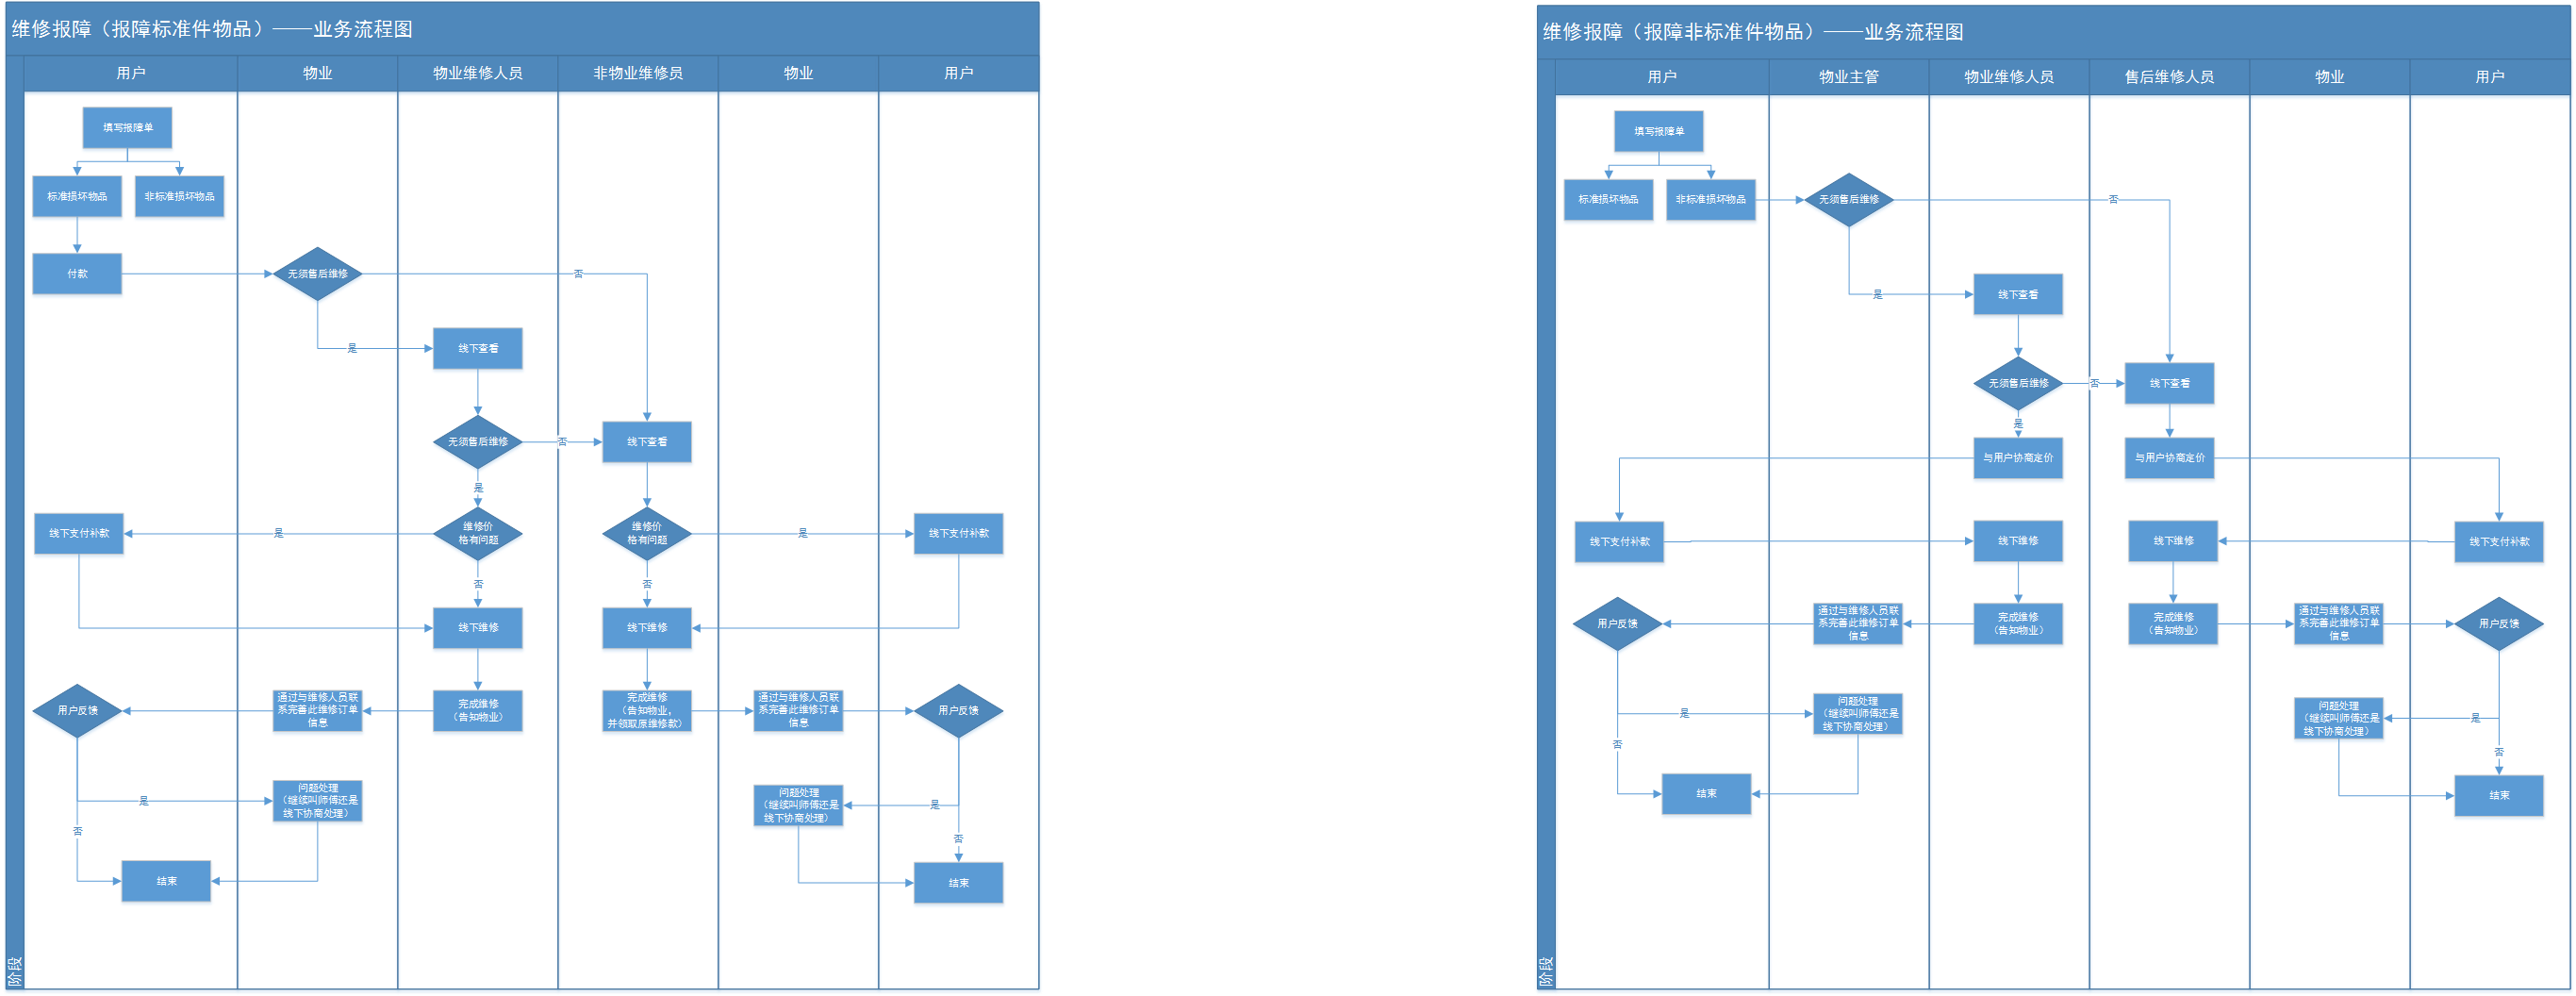 维修报障（报障标准件物品）——业务流程图
用户
物业
物业维修人员
非物业维修员
物业
用户
填写报障单
标准损坏物品
非标准损坏物品
付款
无须售后维修
否
是
线下查看
无须售后维修
否
线下查看
是
线下支付补款
是
维修价
格有问题
维修价
格有问题
是
线下支付补款
否
否
线下维修
线下维修
用户反馈
通过与维修人员联
系完善此维修订单
信息
完成维修
（告知物业）
完成维修
（告知物业，
并领取原维修款）
通过与维修人员联
系完善此维修订单
信息
用户反馈
是
问题处理
（继续叫师傅还是
线下协商处理）
问题处理
（继续叫师傅还是
线下协商处理）
是
否
否
结束
结束
阶段
维修报障（报障非标准件物品）——业务流程图
用户
物业主管
物业维修人员
售后维修人员
物业
用户
填写报障单
标准损坏物品
非标准损坏物品
无须售后维修
否
是
线下查看
无须售后维修
否
线下查看
是
与用户协商定价
与用户协商定价
线下支付补款
线下维修
线下维修
线下支付补款
用户反馈
通过与维修人员联
系完善此维修订单
信息
完成维修
（告知物业）
完成维修
（告知物业）
通过与维修人员联
系完善此维修订单
信息
用户反馈
是
问题处理
（继续叫师傅还是
线下协商处理）
问题处理
（继续叫师傅还是
线下协商处理）
是
否
否
结束
结束
阶段